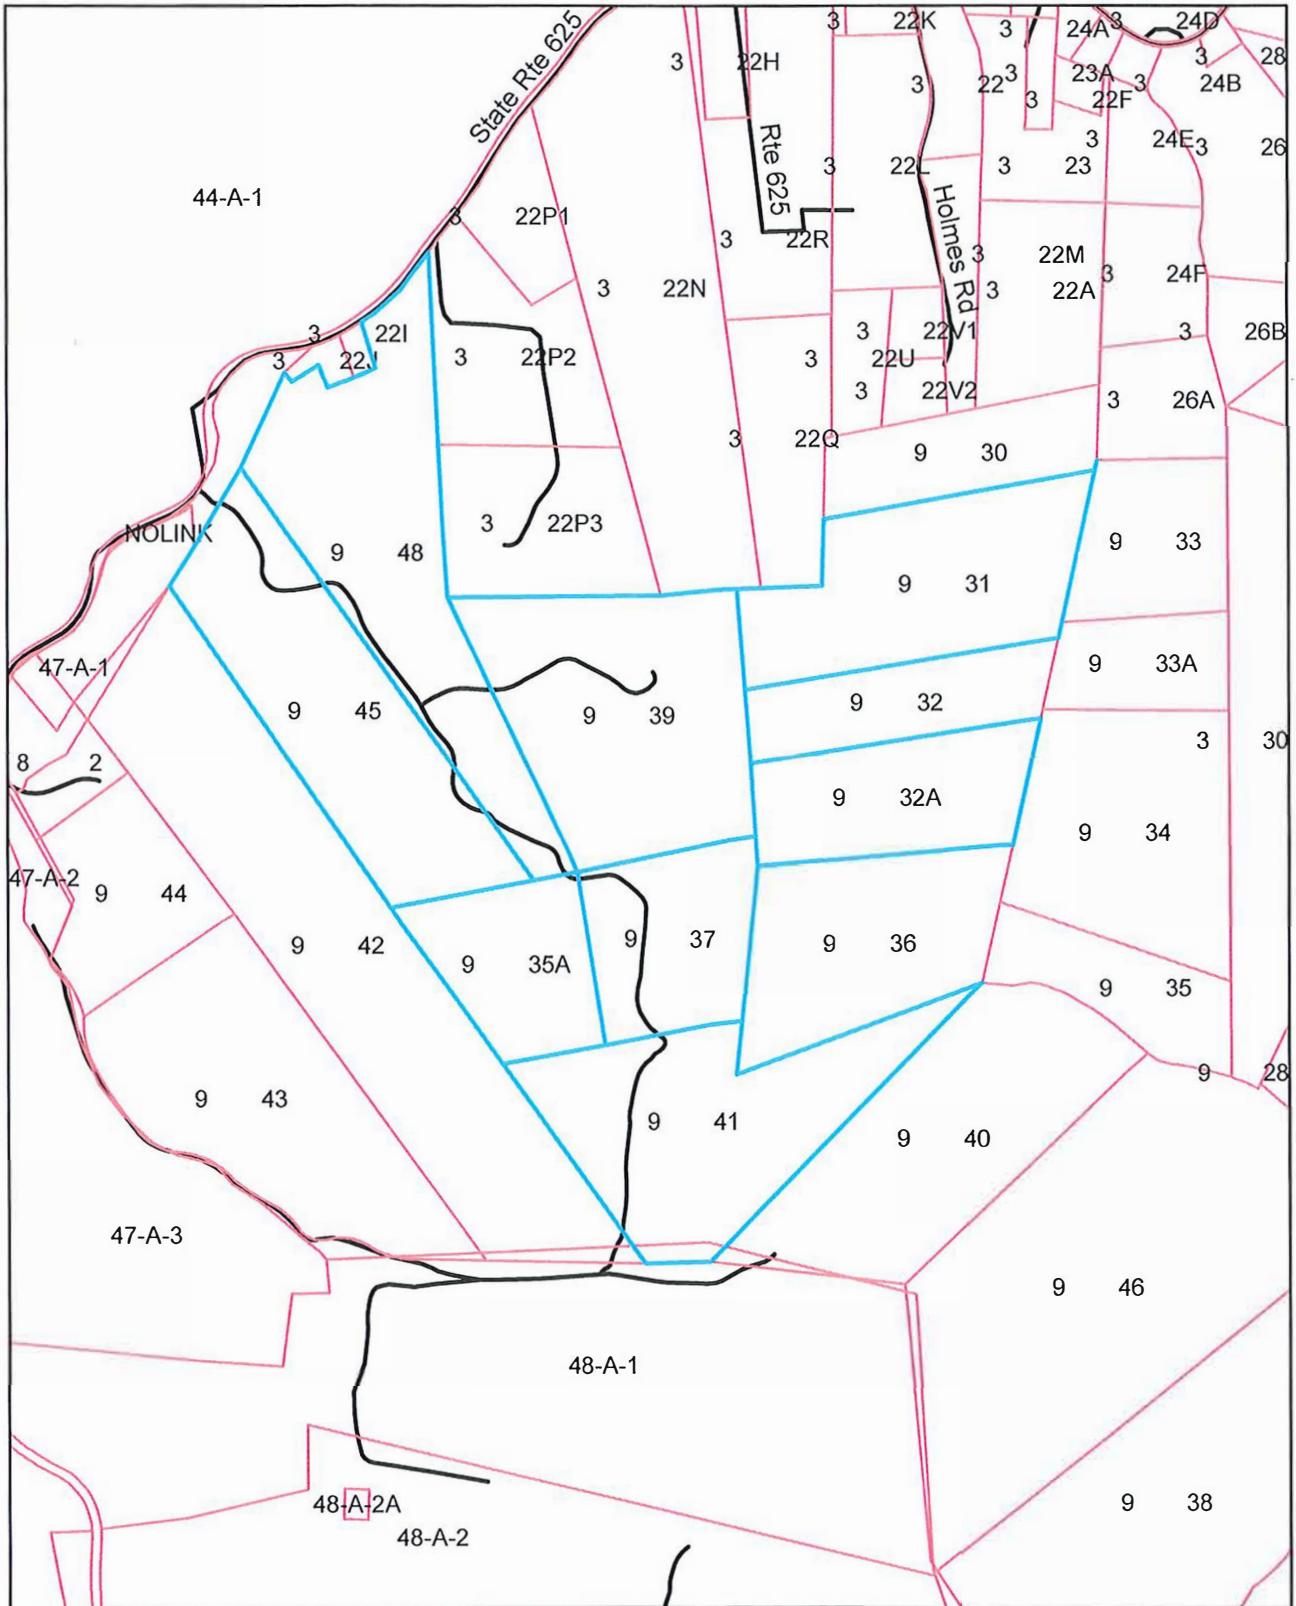 3 22K
3
24A
3
24D
State Rte 625
3 22H
3
22
3
23A
3
3
24B
28
3
22F
Rte 625
3 22L
3 23
3
24E
3
26
44-A-1
3 22P1
Holmes Rd
3 22R
3 22M
3 24F
3 22N
3 22A
3
22I
3
22J
3 22P2
3 22V1
3 26B
3 22U
3 22V2
3 26A
3 22Q
9 30
NOLINK
9 48
3 22P3
9 33
9 31
47-A-1
9 33A
9 45
9 39
9 32
8 2
3 30
9 32A
9 34
47-A-2
9 44
9 42
9 35A
9 37
9 36
9 35
9 28
9 43
9 41
9 40
47-A-3
9 46
48-A-1
48-A-2A
9 38
48-A-2